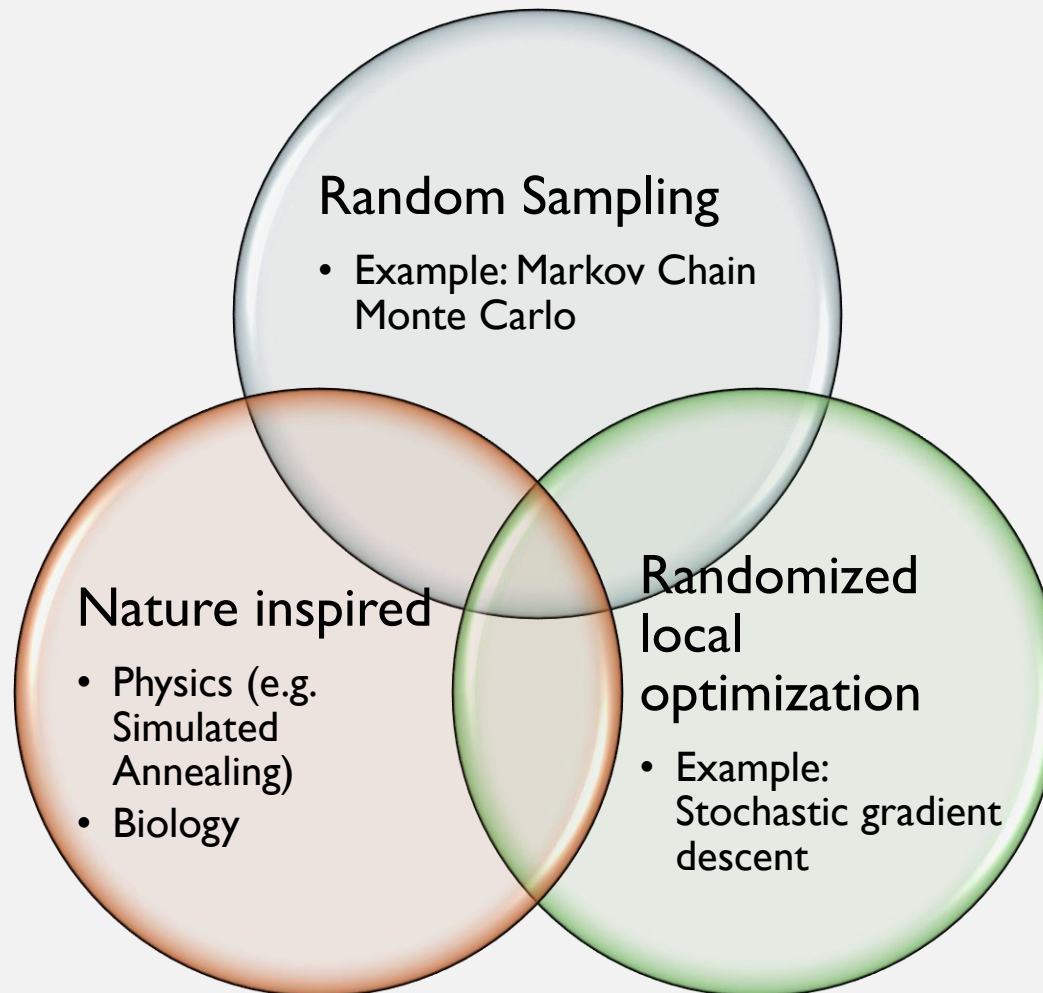 Random Sampling
• Example: Markov Chain
Monte Carlo
Nature inspired
• Physics (e.g.
Simulated
Annealing)
• Biology
Randomized
local
optimization
• Example:
Stochastic gradient
descent